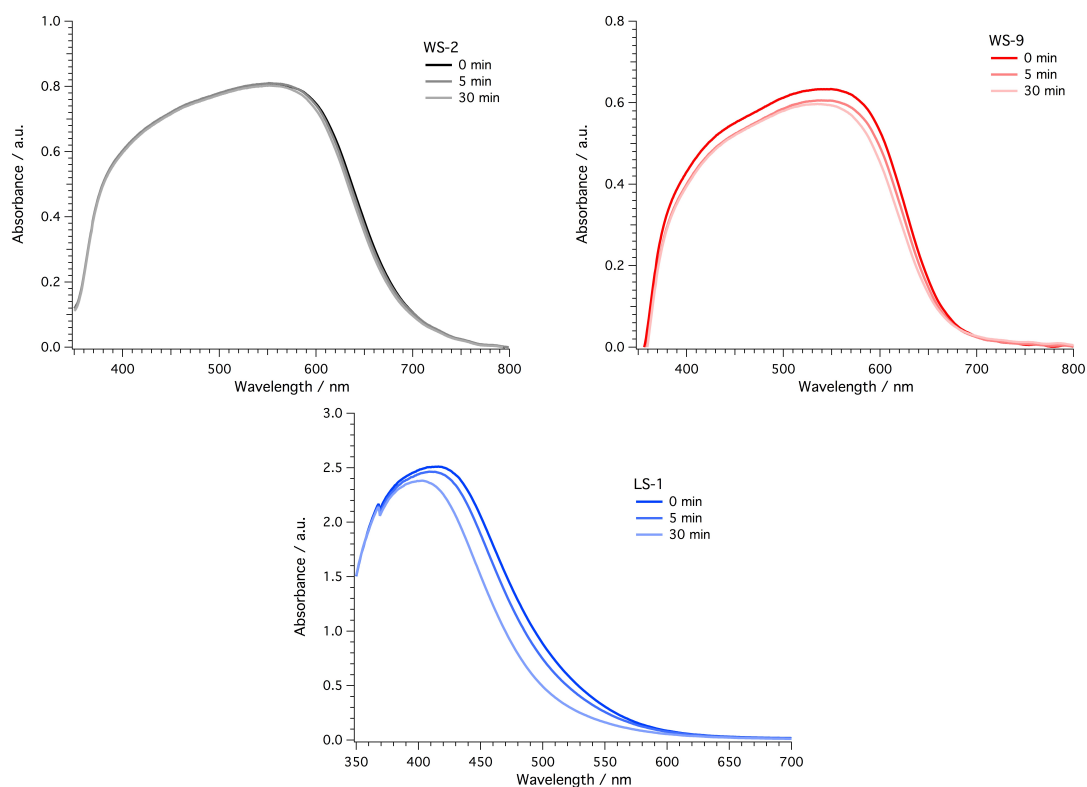 WS-2
0 min
5 min
30 min
1.0
0.8
0.6
0.4
0.2
0.0
Absorbance / a.u.
400 500 600 700 800
Wavelength / nm
WS-9
0 min
5 min
30 min
0.8
0.6
0.4
0.2
0.0
Absorbance / a.u.
400 500 600 700 800
Wavelength / nm
LS-1
0 min
5 min
30 min
3.0
2.5
2.0
1.5
1.0
0.5
0.0
Absorbance / a.u.
350 400 450 500 550 600 650 700
Wavelength / nm